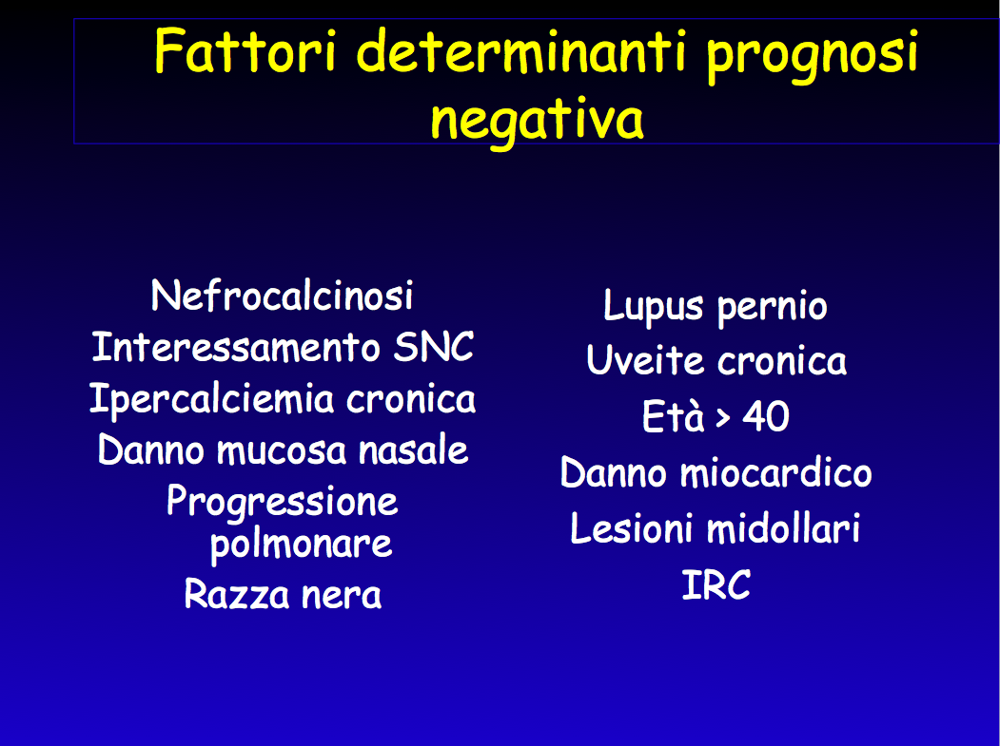 Fattori determinanti prognosi
negativa
Nefrocalcinosi
Interessamento SNC
Ipercalciemia cronica
Danno mucosa nasale
Progressione
polmonare
Razza nera
Lupus pernio
Uveite cronica
Età > 40
Danno miocardico
Lesioni midollari
IRC